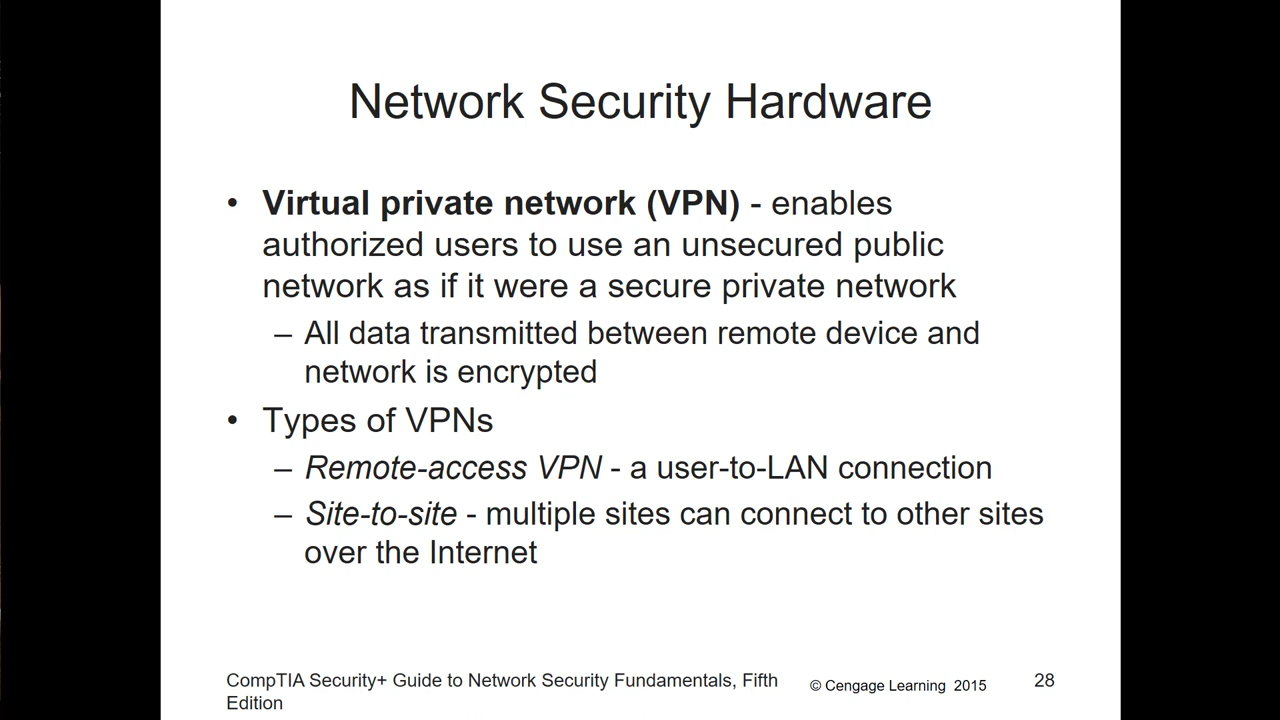 Network Security Hardware
• Virtual private network (VPN) - enables
authorized users to use an unsecured public
network as if it were a secure private network
– All data transmitted between remote device and
network is encrypted
• Types of VPNs
– Remote-access VPN - a user-to-LAN connection
– Site-to-site - multiple sites can connect to other sites
over the Internet
CompTIA Security+ Guide to Network Security Fundamentals, Fifth
Edition
© Cengage Learning 2015
28